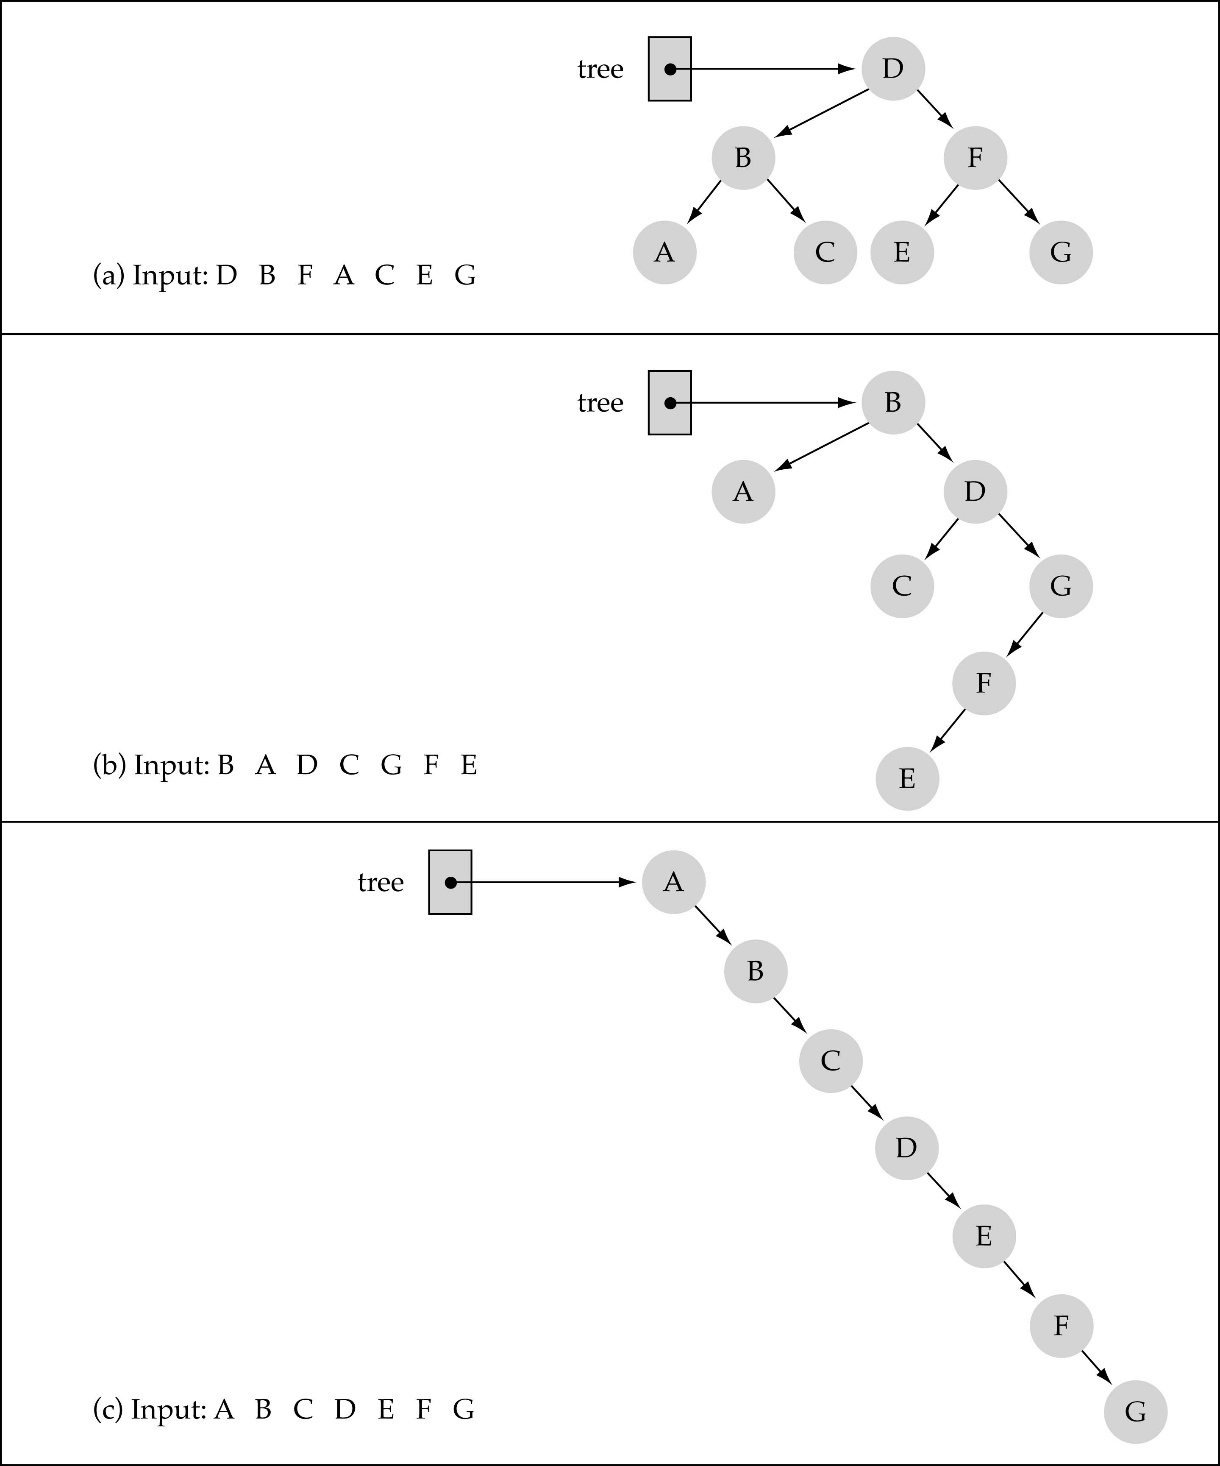 tree D
B F
A C E G
(a) Input: D B F A C E G
tree B
A D
C G
F
(b) Input: B A D C G F E
E
tree A
B
C
D
E
F
(c) Input: A B C D E F G
G